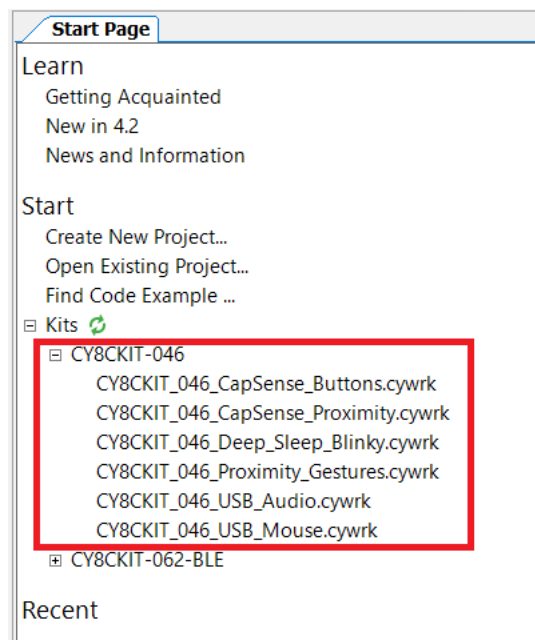 Start Page
Learn
Getting Acquainted
New in 4.2
News and Information
Start
Create New Project...
Open Existing Project...
Find Code Example ...
Kits
CY8CKIT-046
CY8CKIT_046_CapSense_Buttons.cywrk
CY8CKIT_046_CapSense_Proximity.cywrk
CY8CKIT_046_Deep_Sleep_Blinky.cywrk
CY8CKIT_046_Proximity_Gestures.cywrk
CY8CKIT_046_USB_Audio.cywrk
CY8CKIT_046_USB_Mouse.cywrk
CY8CKIT-062-BLE
Recent